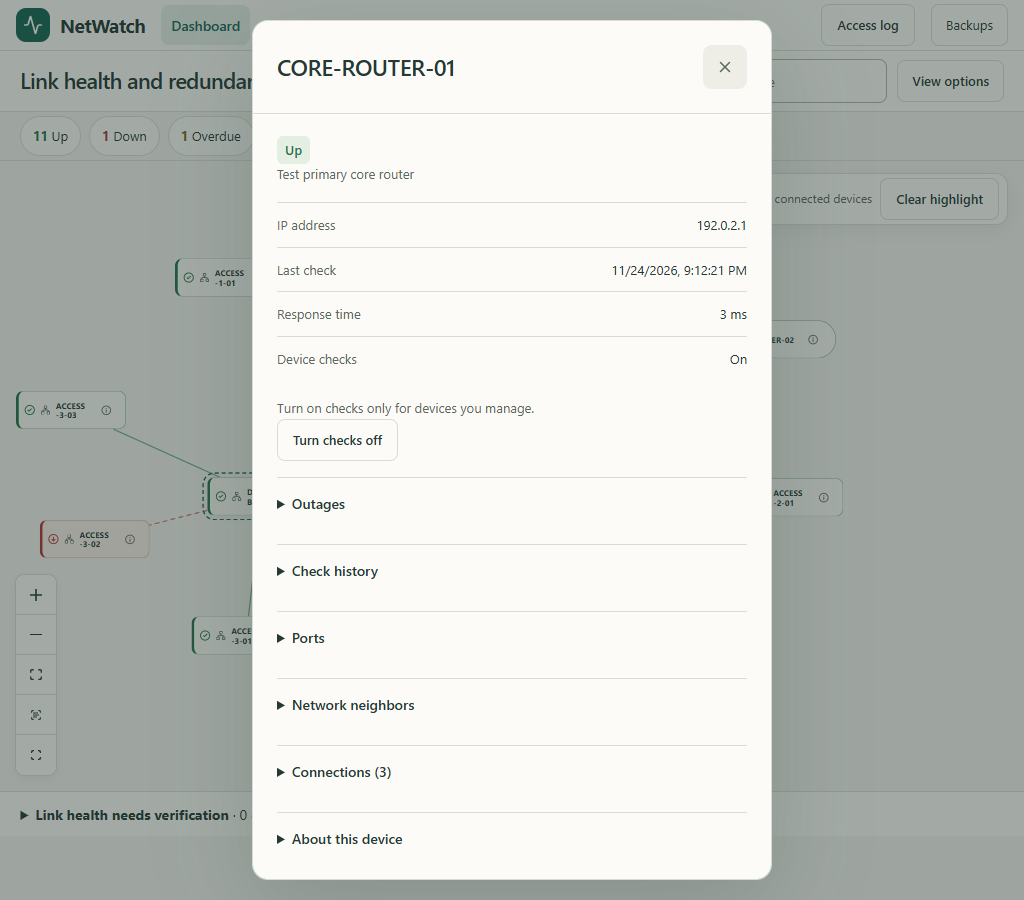 NetWatch
Dashboard
Access log
Backups
Link health and redundan
View options
11 Up
1 Down
1 Overdue
connected devices
Clear highlight
ACCESS
-1-01
ER-02
ACCESS
-3-03
ACCESS
-2-01
ACCESS
-3-02
ACCE
-3-01
Link health needs verification · 0
CORE-ROUTER-01
Up
Test primary core router
IP address 192.0.2.1
Last check 11/24/2026, 9:12:21 PM
Response time 3 ms
Device checks On
Turn on checks only for devices you manage.
Turn checks off
Outages
Check history
Ports
Network neighbors
Connections (3)
About this device